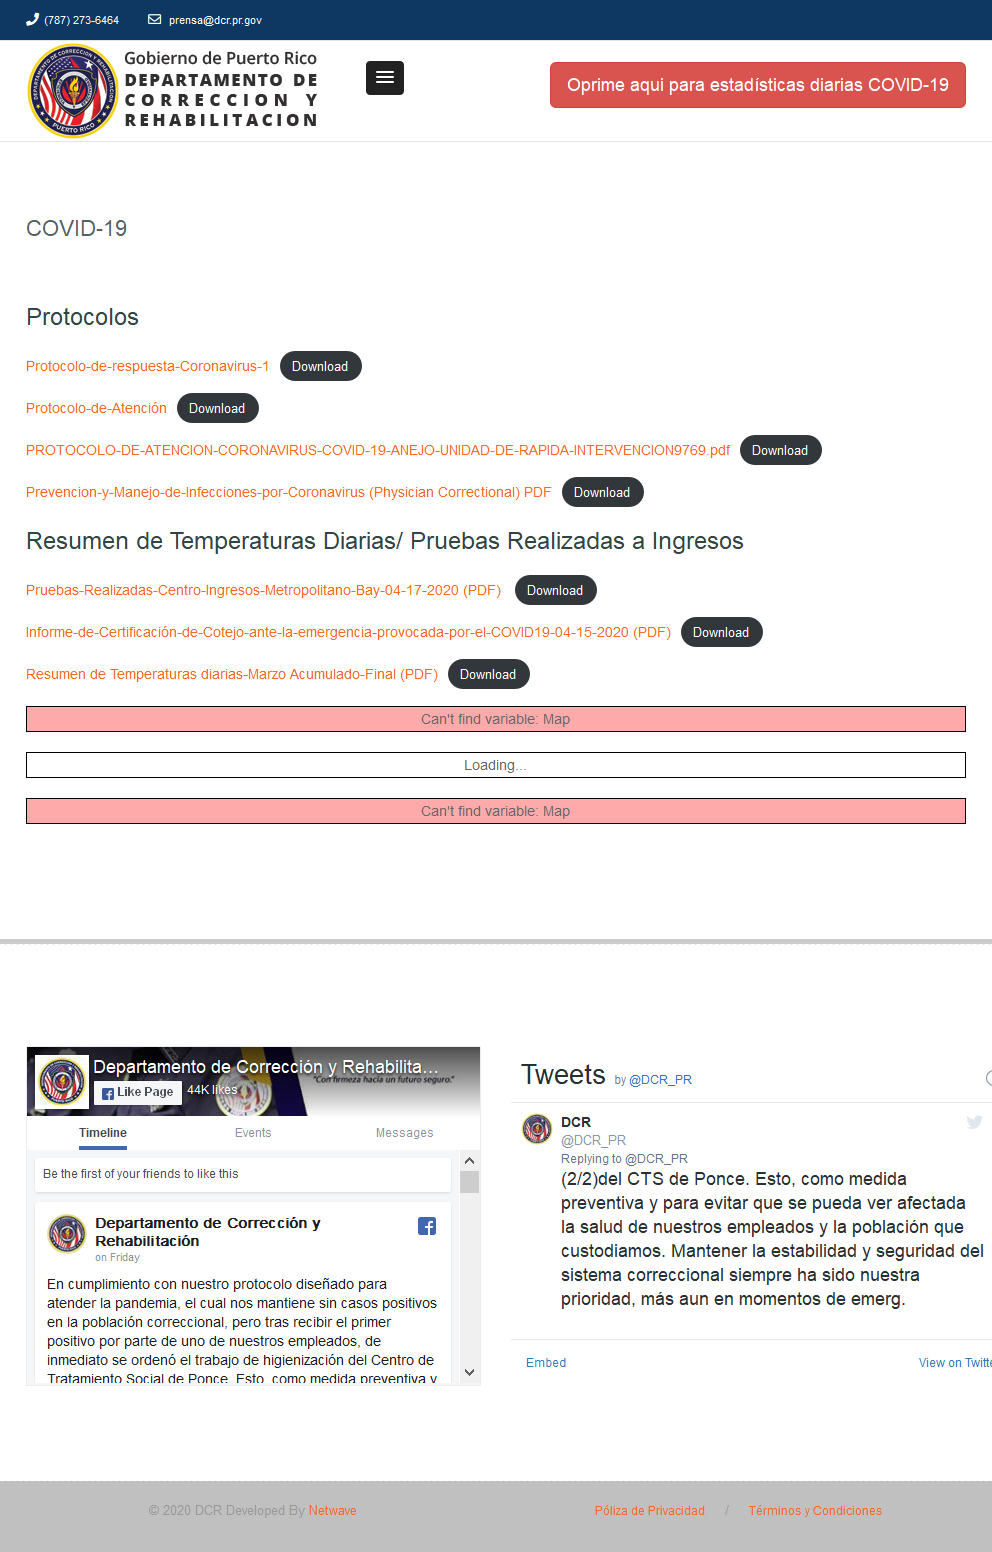 (787) 273-6464
prensa@dcr.pr.gov
Gobierno de Puerto Rico
DEPARTAMENTO DE
CORRECCION Y
REHABILITACION
DEPARTAMENTO DE CORRECCION Y REHABILITACION
PUERTO RICO
Oprime aqui para estadísticas diarias COVID-19
COVID-19
Protocolos
Protocolo-de-respuesta-Coronavirus-1 Download
Protocolo-de-Atención Download
PROTOCOLO-DE-ATENCION-CORONAVIRUS-COVID-19-ANEJO-UNIDAD-DE-RAPIDA-INTERVENCION9769.pdf Download
Prevencion-y-Manejo-de-Infecciones-por-Coronavirus (Physician Correctional) PDF Download
Resumen de Temperaturas Diarias/ Pruebas Realizadas a Ingresos
Pruebas-Realizadas-Centro-Ingresos-Metropolitano-Bay-04-17-2020 (PDF) Download
Informe-de-Certificación-de-Cotejo-ante-la-emergencia-provocada-por-el-COVID19-04-15-2020 (PDF) Download
Resumen de Temperaturas diarias-Marzo Acumulado-Final (PDF) Download
Can't find variable: Map
Loading...
Can't find variable: Map
Departamento de Corrección y Rehabilita...
"Con firmeza hacia un futuro seguro."
Like Page
44K likes
Timeline
Events
Messages
Be the first of your friends to like this
Departamento de Corrección y
Rehabilitación
on Friday
En cumplimiento con nuestro protocolo diseñado para
atender la pandemia, el cual nos mantiene sin casos positivos
en la población correccional, pero tras recibir el primer
positivo por parte de uno de nuestros empleados, de
inmediato se ordenó el trabajo de higienización del Centro de
Tratamiento Social de Ponce. Esto, como medida preventiva y
Tweets by @DCR_PR
DCR
@DCR_PR
Replying to @DCR_PR
(2/2)del CTS de Ponce. Esto, como medida
preventiva y para evitar que se pueda ver afectada
la salud de nuestros empleados y la población que
custodiamos. Mantener la estabilidad y seguridad del
sistema correccional siempre ha sido nuestra
prioridad, más aun en momentos de emerg.
Embed
View on Twitte
© 2020 DCR Developed By Netwave
Póliza de Privacidad / Términos y Condiciones